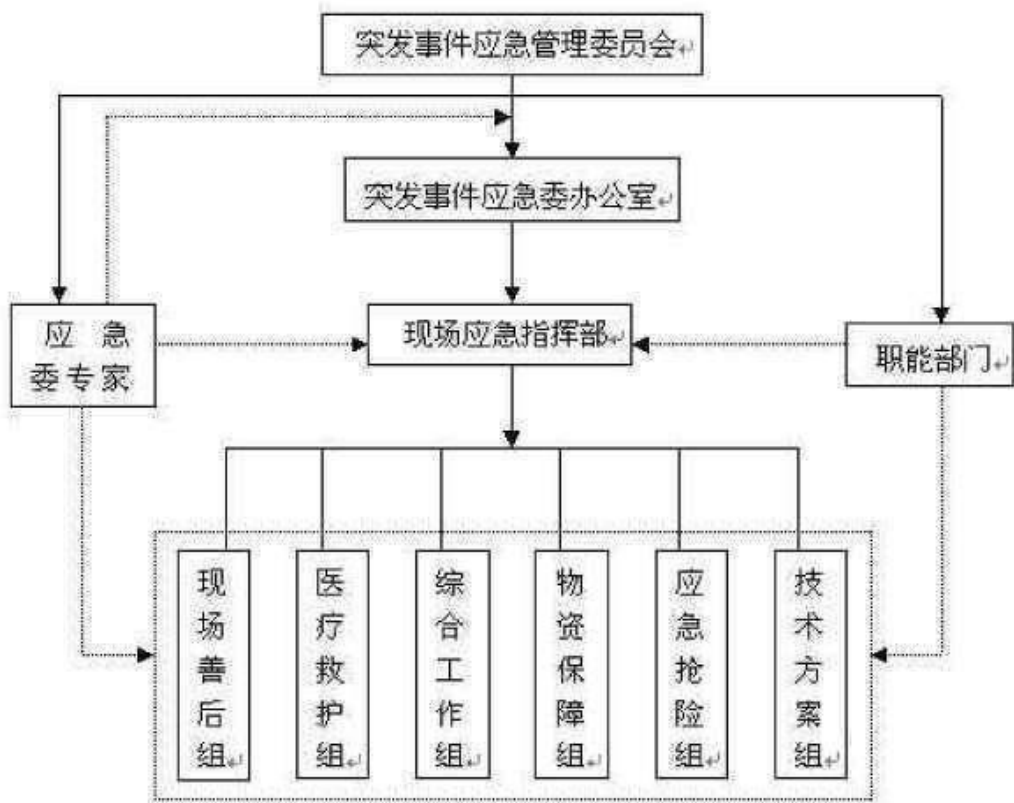 突发事件应急管理委员会
突发事件应急委办公室
应急
委专家
现场应急指挥部
职能部门
现场善后组
医疗救护组
综合工作组
物资保障组
应急抢险组
技术方案组